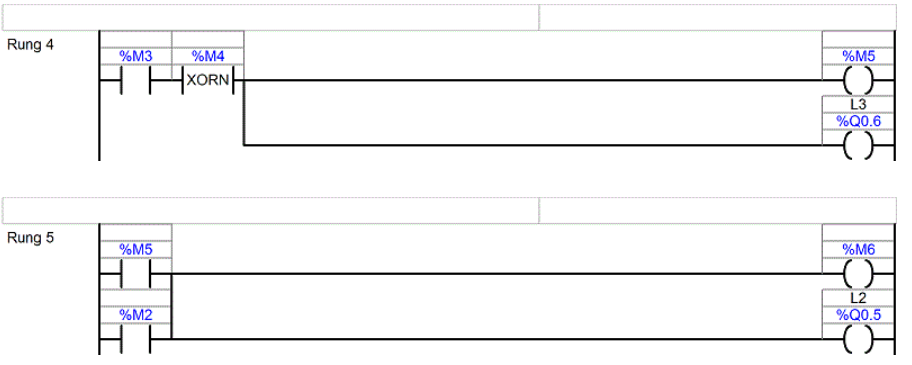 Rung 4
%M3 %M4 %M5
XORN
L3
%Q0.6
Rung 5
%M5 %M6
L2
%M2 %Q0.5